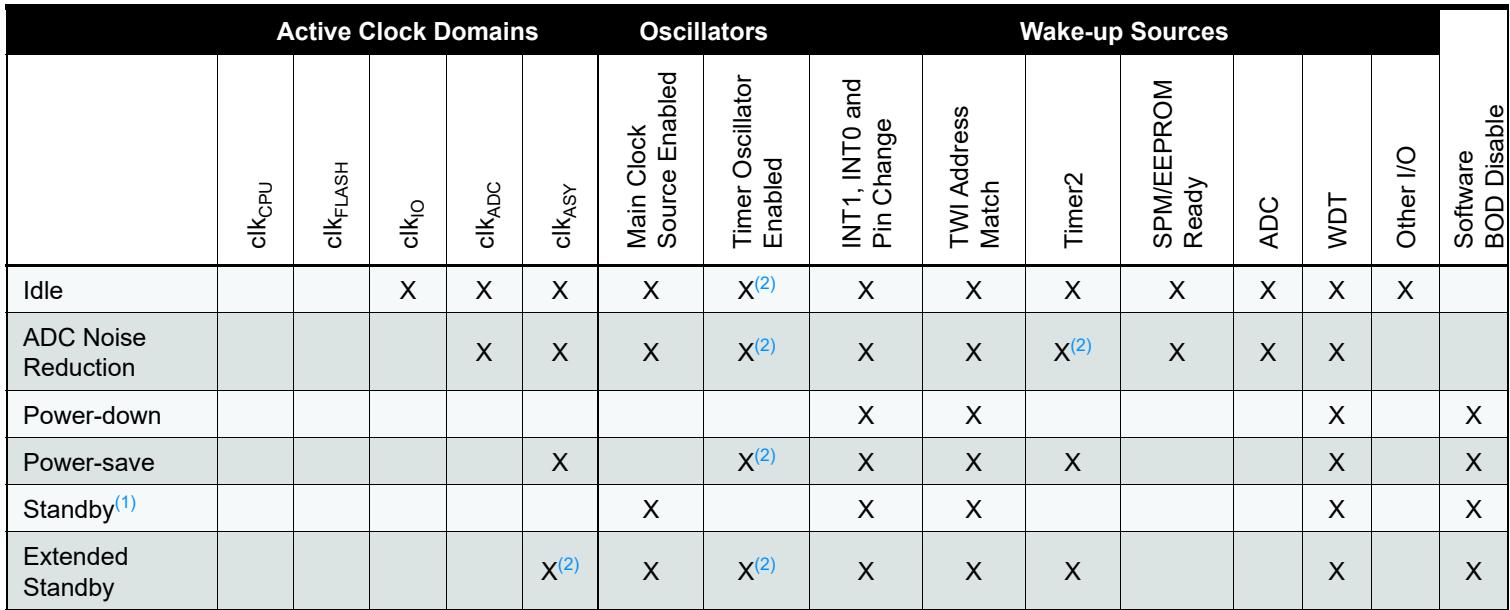 Active Clock Domains Oscillators Wake-up Sources
clkCPU
clkFLASH
clkIO
clkADC
clkASY
Main Clock
Source Enabled
Timer Oscillator
Enabled
INT1, INT0 and
Pin Change
TWI Address
Match
Timer2
SPM/EEPROM
Ready
ADC
WDT
Other I/O
Software
BOD Disable
Idle X X X X X(2) X X X X X X X
ADC Noise
Reduction X X X X(2) X X X(2) X X X
Power-down X X X X
Power-save X X(2) X X X X X
Standby(1) X X X X X
Extended
Standby X(2) X X(2) X X X X X